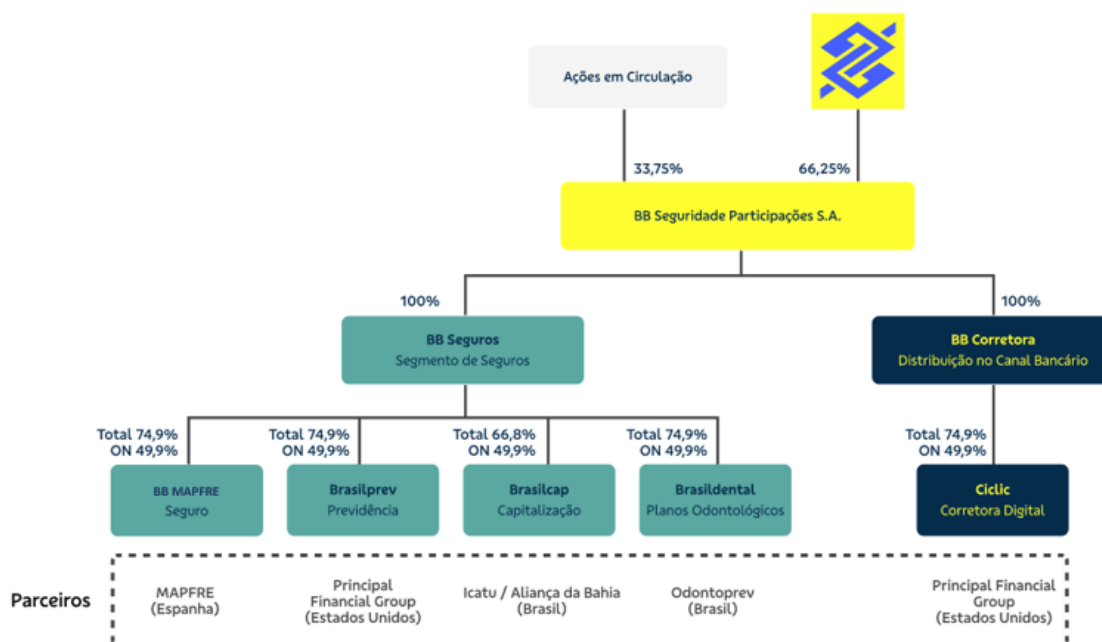 Ações em Circulação
33,75%
66,25%
BB Seguridade Participações S.A.
100%
100%
BB Seguros
Segmento de Seguros
BB Corretora
Distribuição no Canal Bancário
Total 74,9%
ON 49,9%
Total 74,9%
ON 49,9%
Total 66,8%
ON 49,9%
Total 74,9%
ON 49,9%
Total 74,9%
ON 49,9%
BB MAPFRE
Seguro
Brasilprev
Previdência
Brasilcap
Capitalização
Brasildental
Planos Odontológicos
Ciclic
Corretora Digital
Parceiros
MAPFRE
(Espanha)
Principal
Financial Group
(Estados Unidos)
Icatu / Aliança da Bahia
(Brasil)
Odontoprev
(Brasil)
Principal Financial
Group
(Estados Unidos)